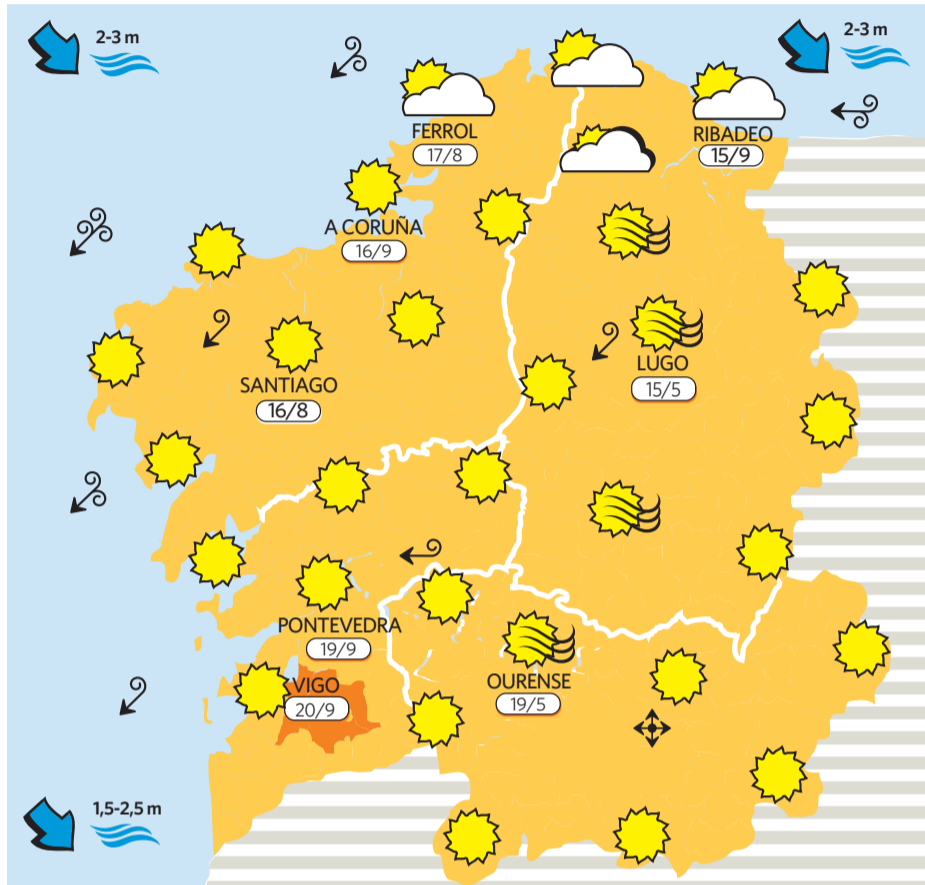 2-3 m
2-3 m
FERROL
17/8
RIBADEO
15/9
A CORUÑA
16/9
LUGO
15/5
SANTIAGO
16/8
PONTEVEDRA
19/9
OURENSE
19/5
VIGO
20/9
1,5-2,5 m